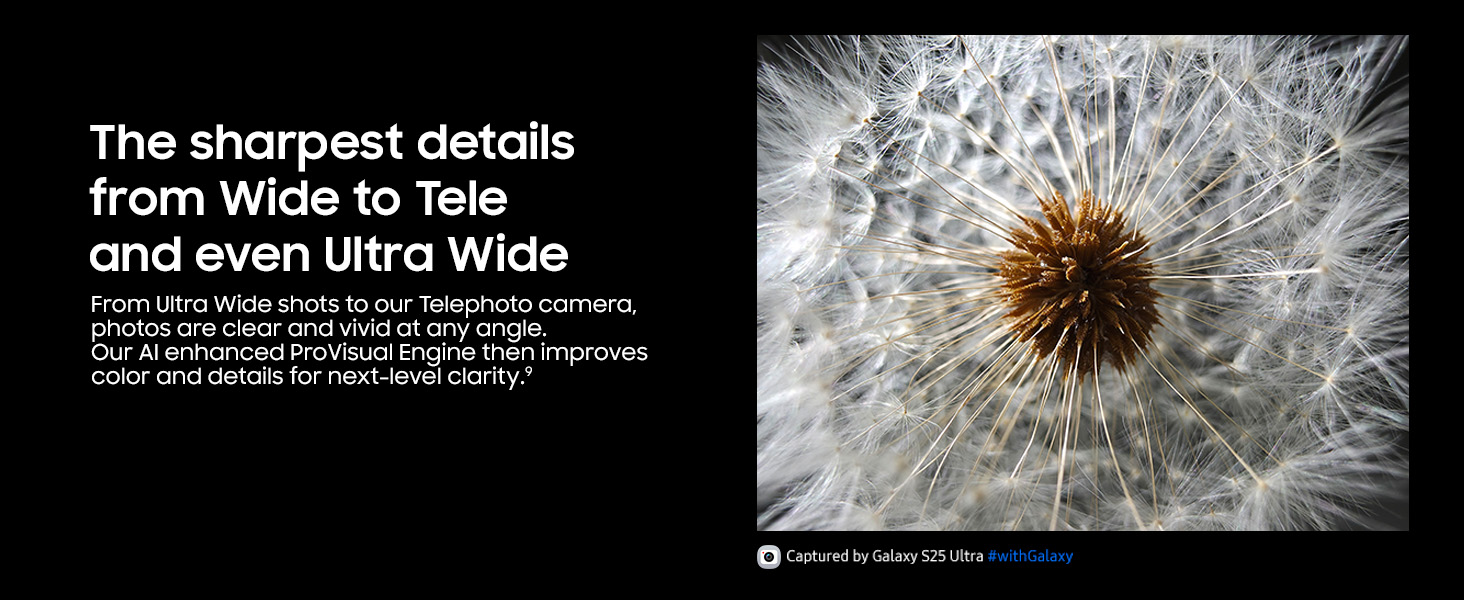 The sharpest details
from Wide to Tele
and even Ultra Wide
From Ultra Wide shots to our Telephoto camera,
photos are clear and vivid at any angle.
Our AI enhanced ProVisual Engine then improves
color and details for next-level clarity.⁹
Captured by Galaxy S25 Ultra #withGalaxy